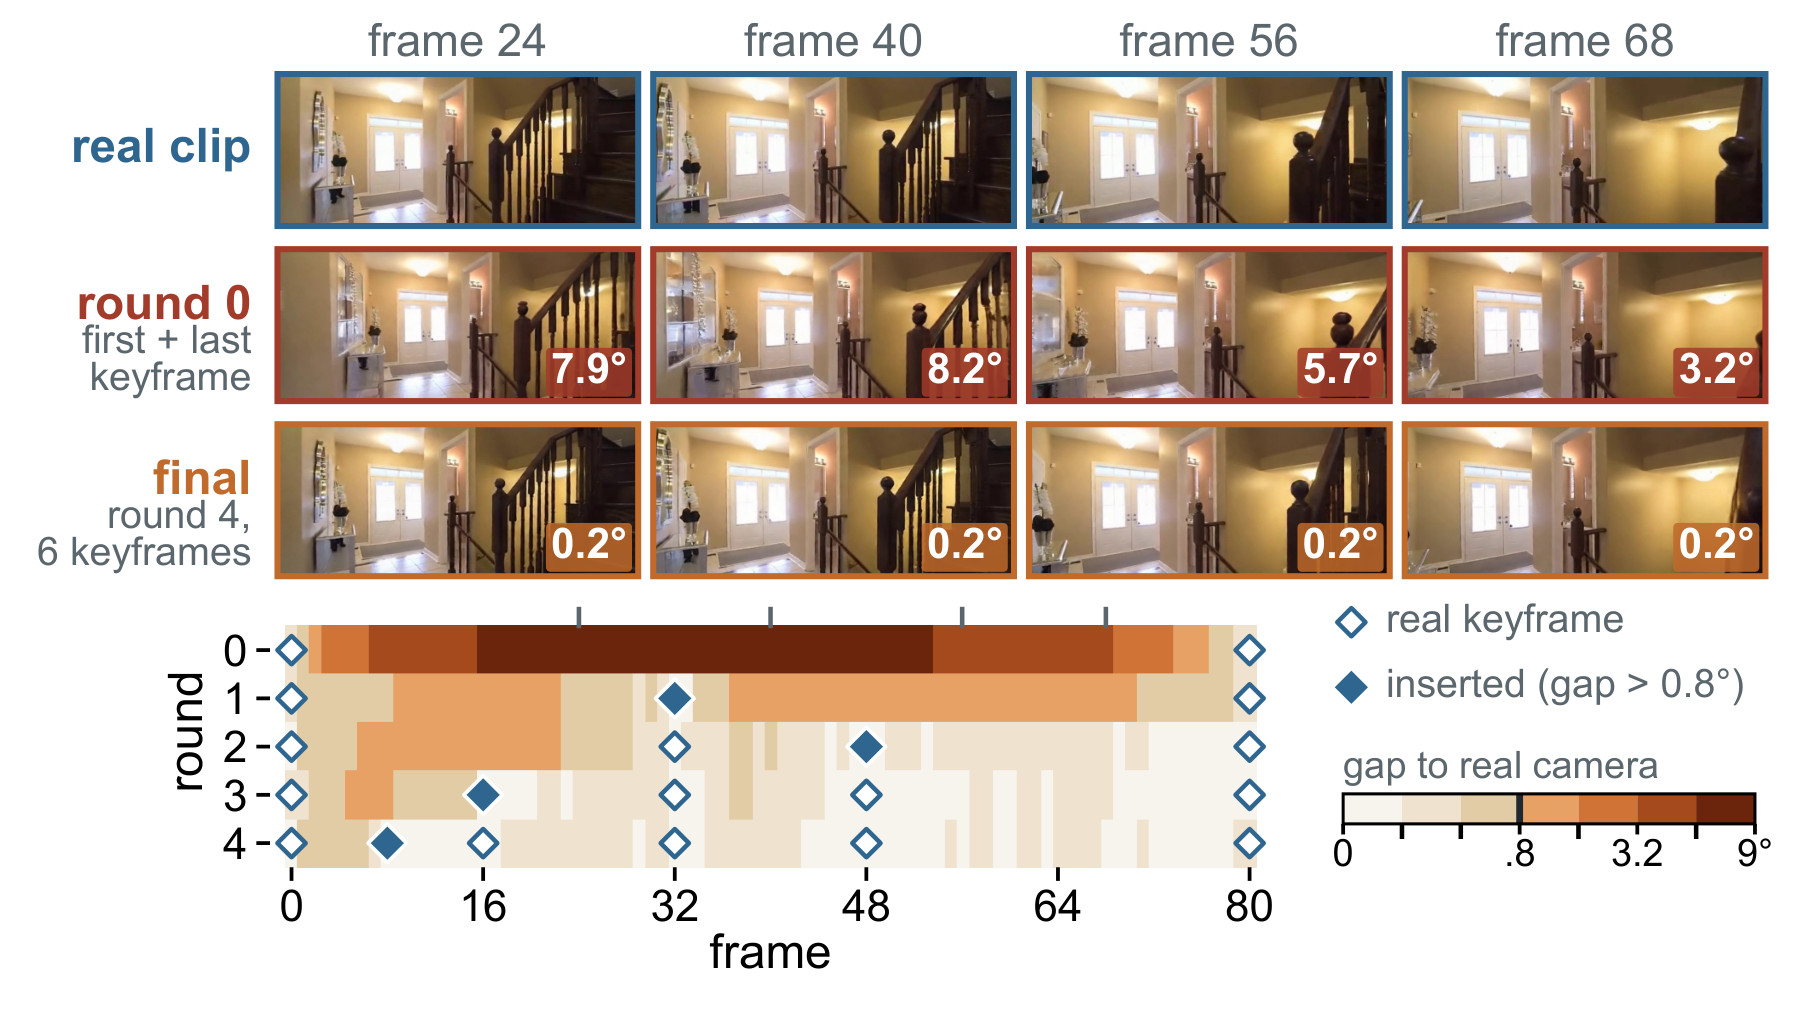 frame 24
frame 40
frame 56
frame 68
real clip
round 0
first + last
keyframe
7.9°
8.2°
5.7°
3.2°
final
round 4,
6 keyframes
0.2°
0.2°
0.2°
0.2°
real keyframe
inserted (gap > 0.8°)
gap to real camera
0 .8 3.2 9°
round
0
1
2
3
4
0 16 32 48 64 80
frame